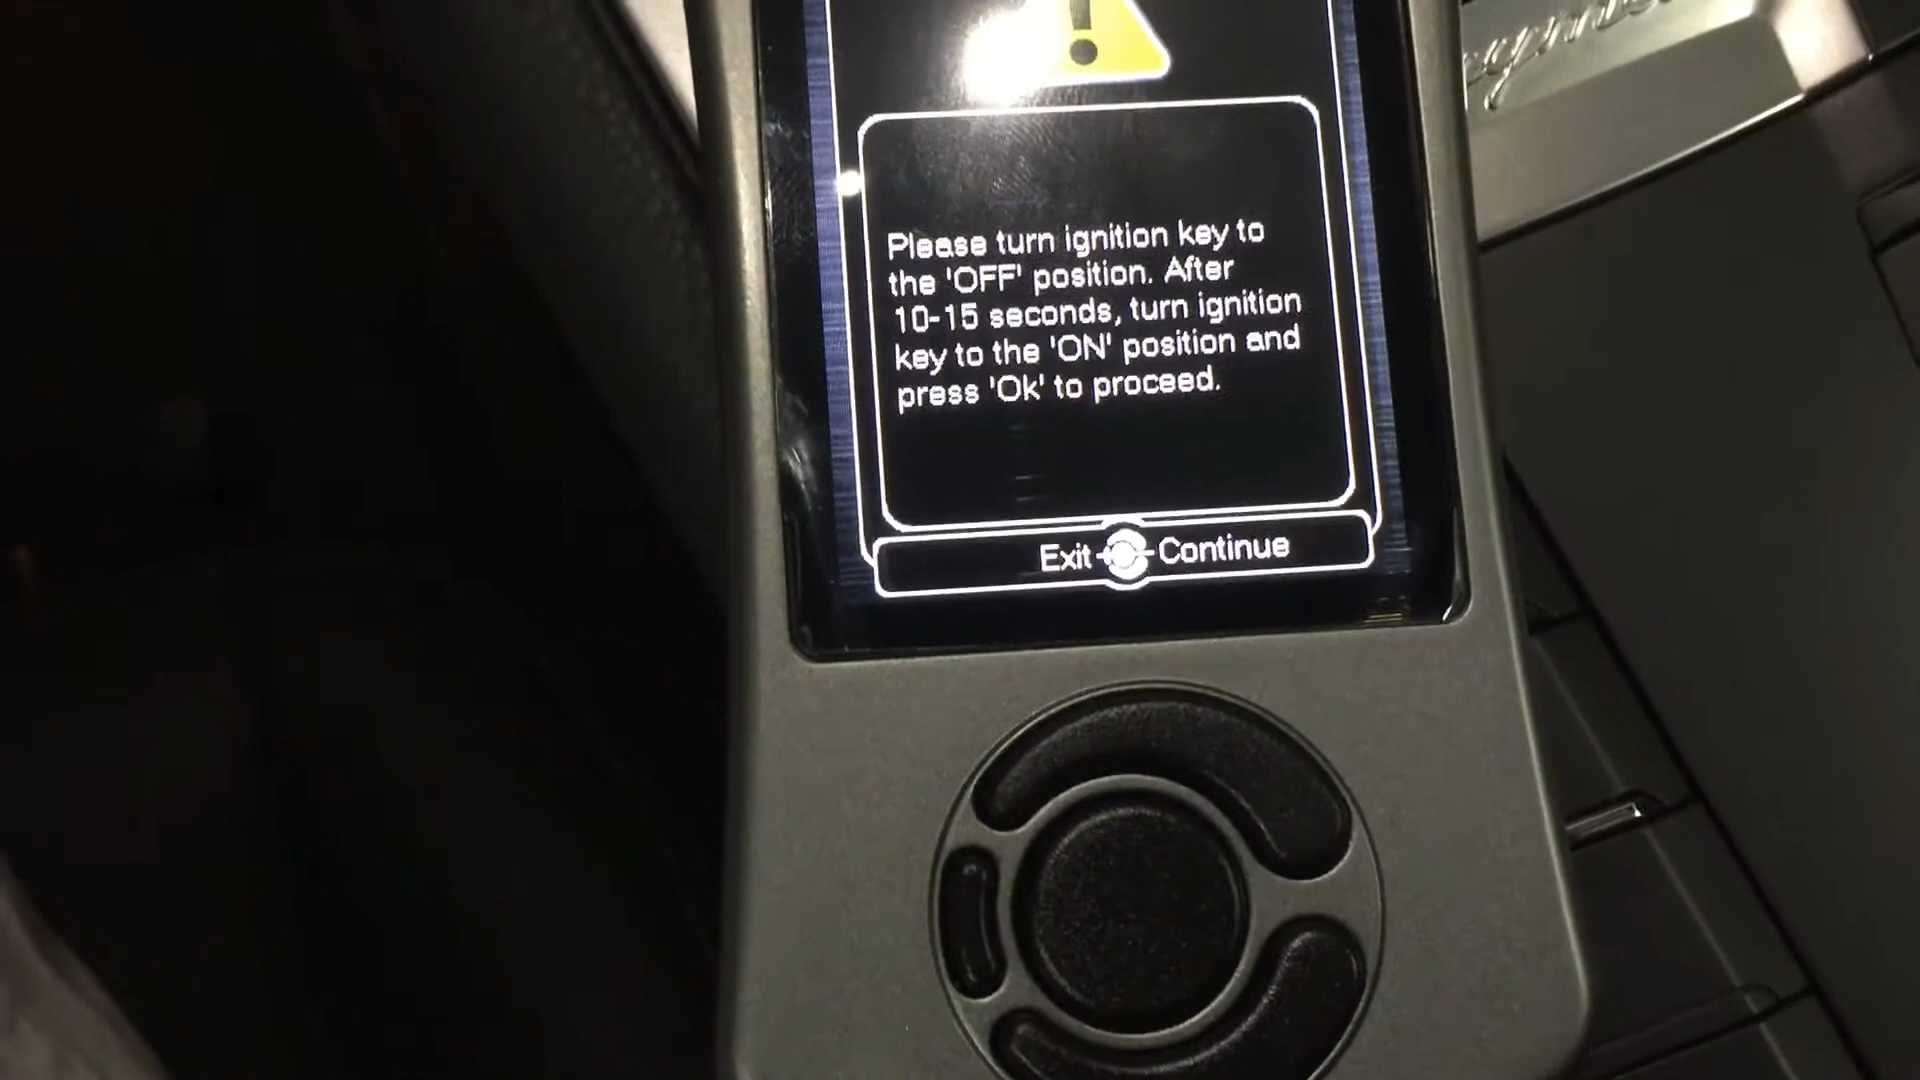 Please turn ignition key to
the 'OFF' position. After
10-15 seconds, turn ignition
key to the 'ON' position and
press 'Ok' to proceed.
Exit Continue